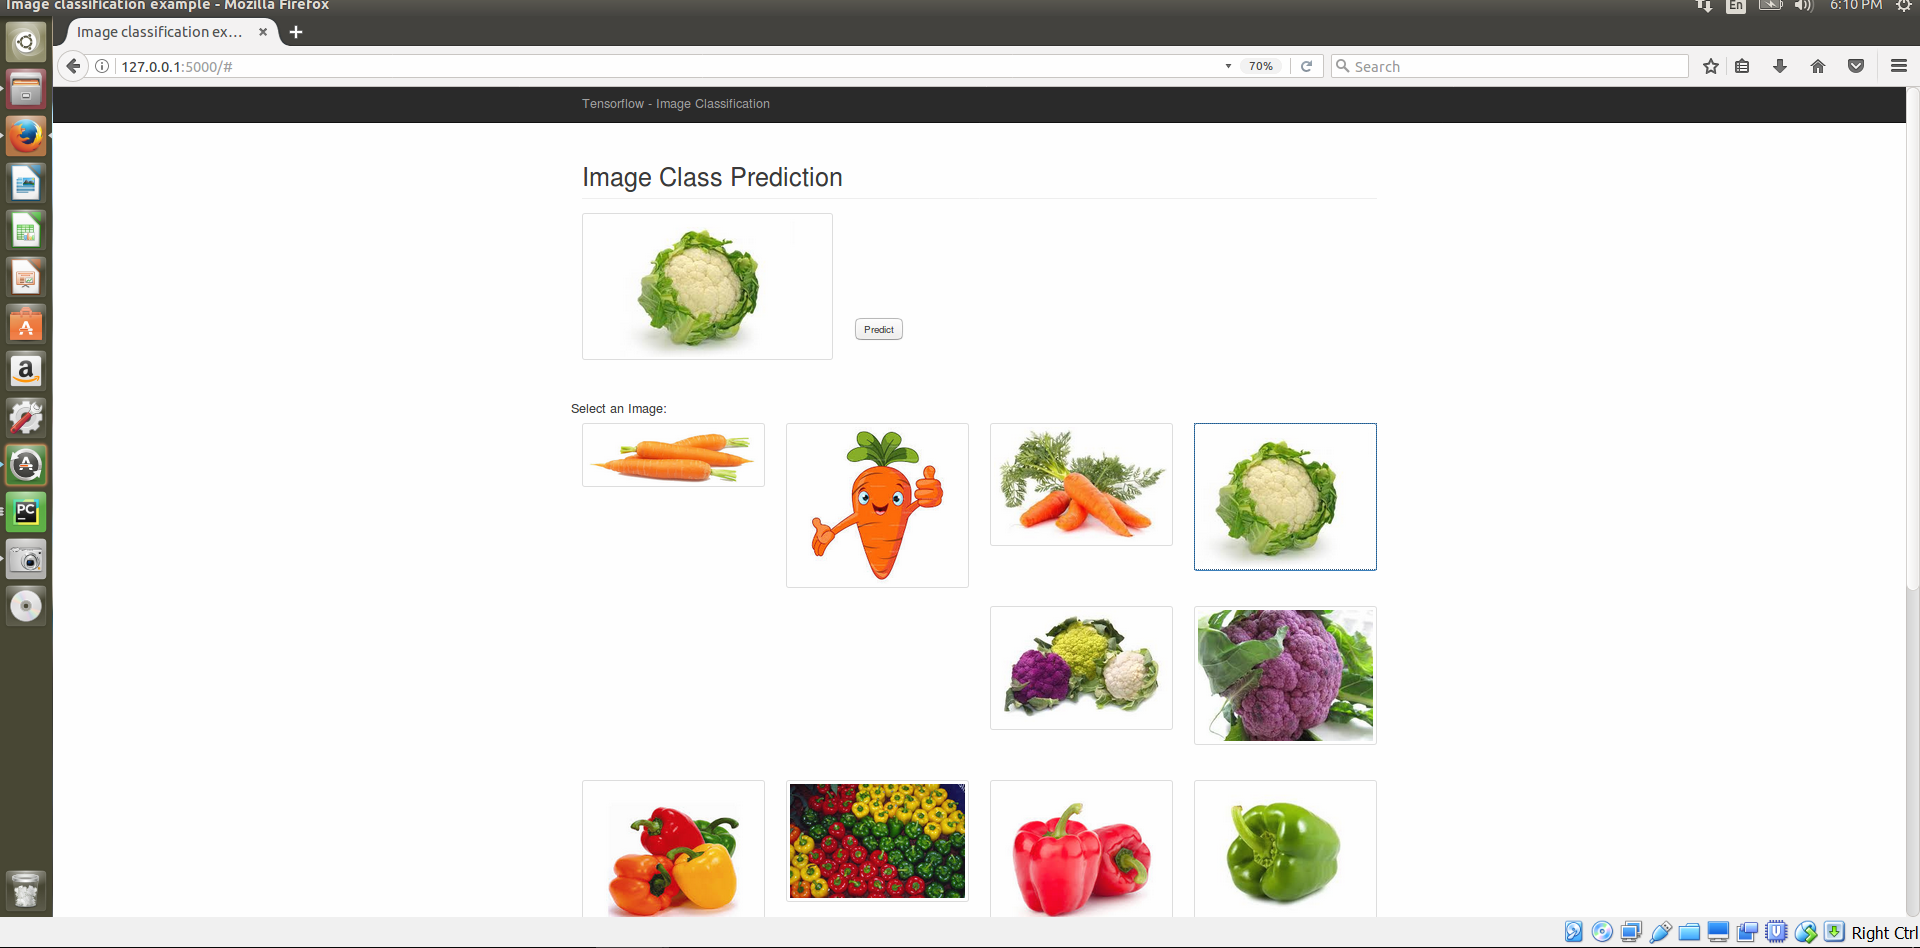 Image classification example - Mozilla Firefox
En
6:10 PM
Image classification ex...
127.0.0.1:5000/#
70%
Search
Tensorflow - Image Classification
Image Class Prediction
Predict
Select an Image:
a
PC
Right Ctrl